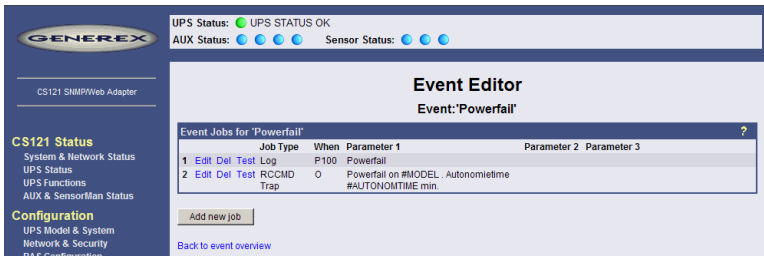 GENEREX
UPS Status: UPS STATUS OK
AUX Status: Sensor Status:
CS121 SNMP/Web Adapter
Event Editor
Event:'Powerfail'
Event Jobs for 'Powerfail' ?
Job Type When Parameter 1 Parameter 2 Parameter 3
1 Edit Del Test Log P100 Powerfail
2 Edit Del Test RCCMD O Powerfail on #MODEL . Autonomietime
Trap #AUTONOMTIME min.
Add new job
Back to event overview
CS121 Status
System & Network Status
UPS Status
UPS Functions
AUX & SensorMan Status
Configuration
UPS Model & System
Network & Security